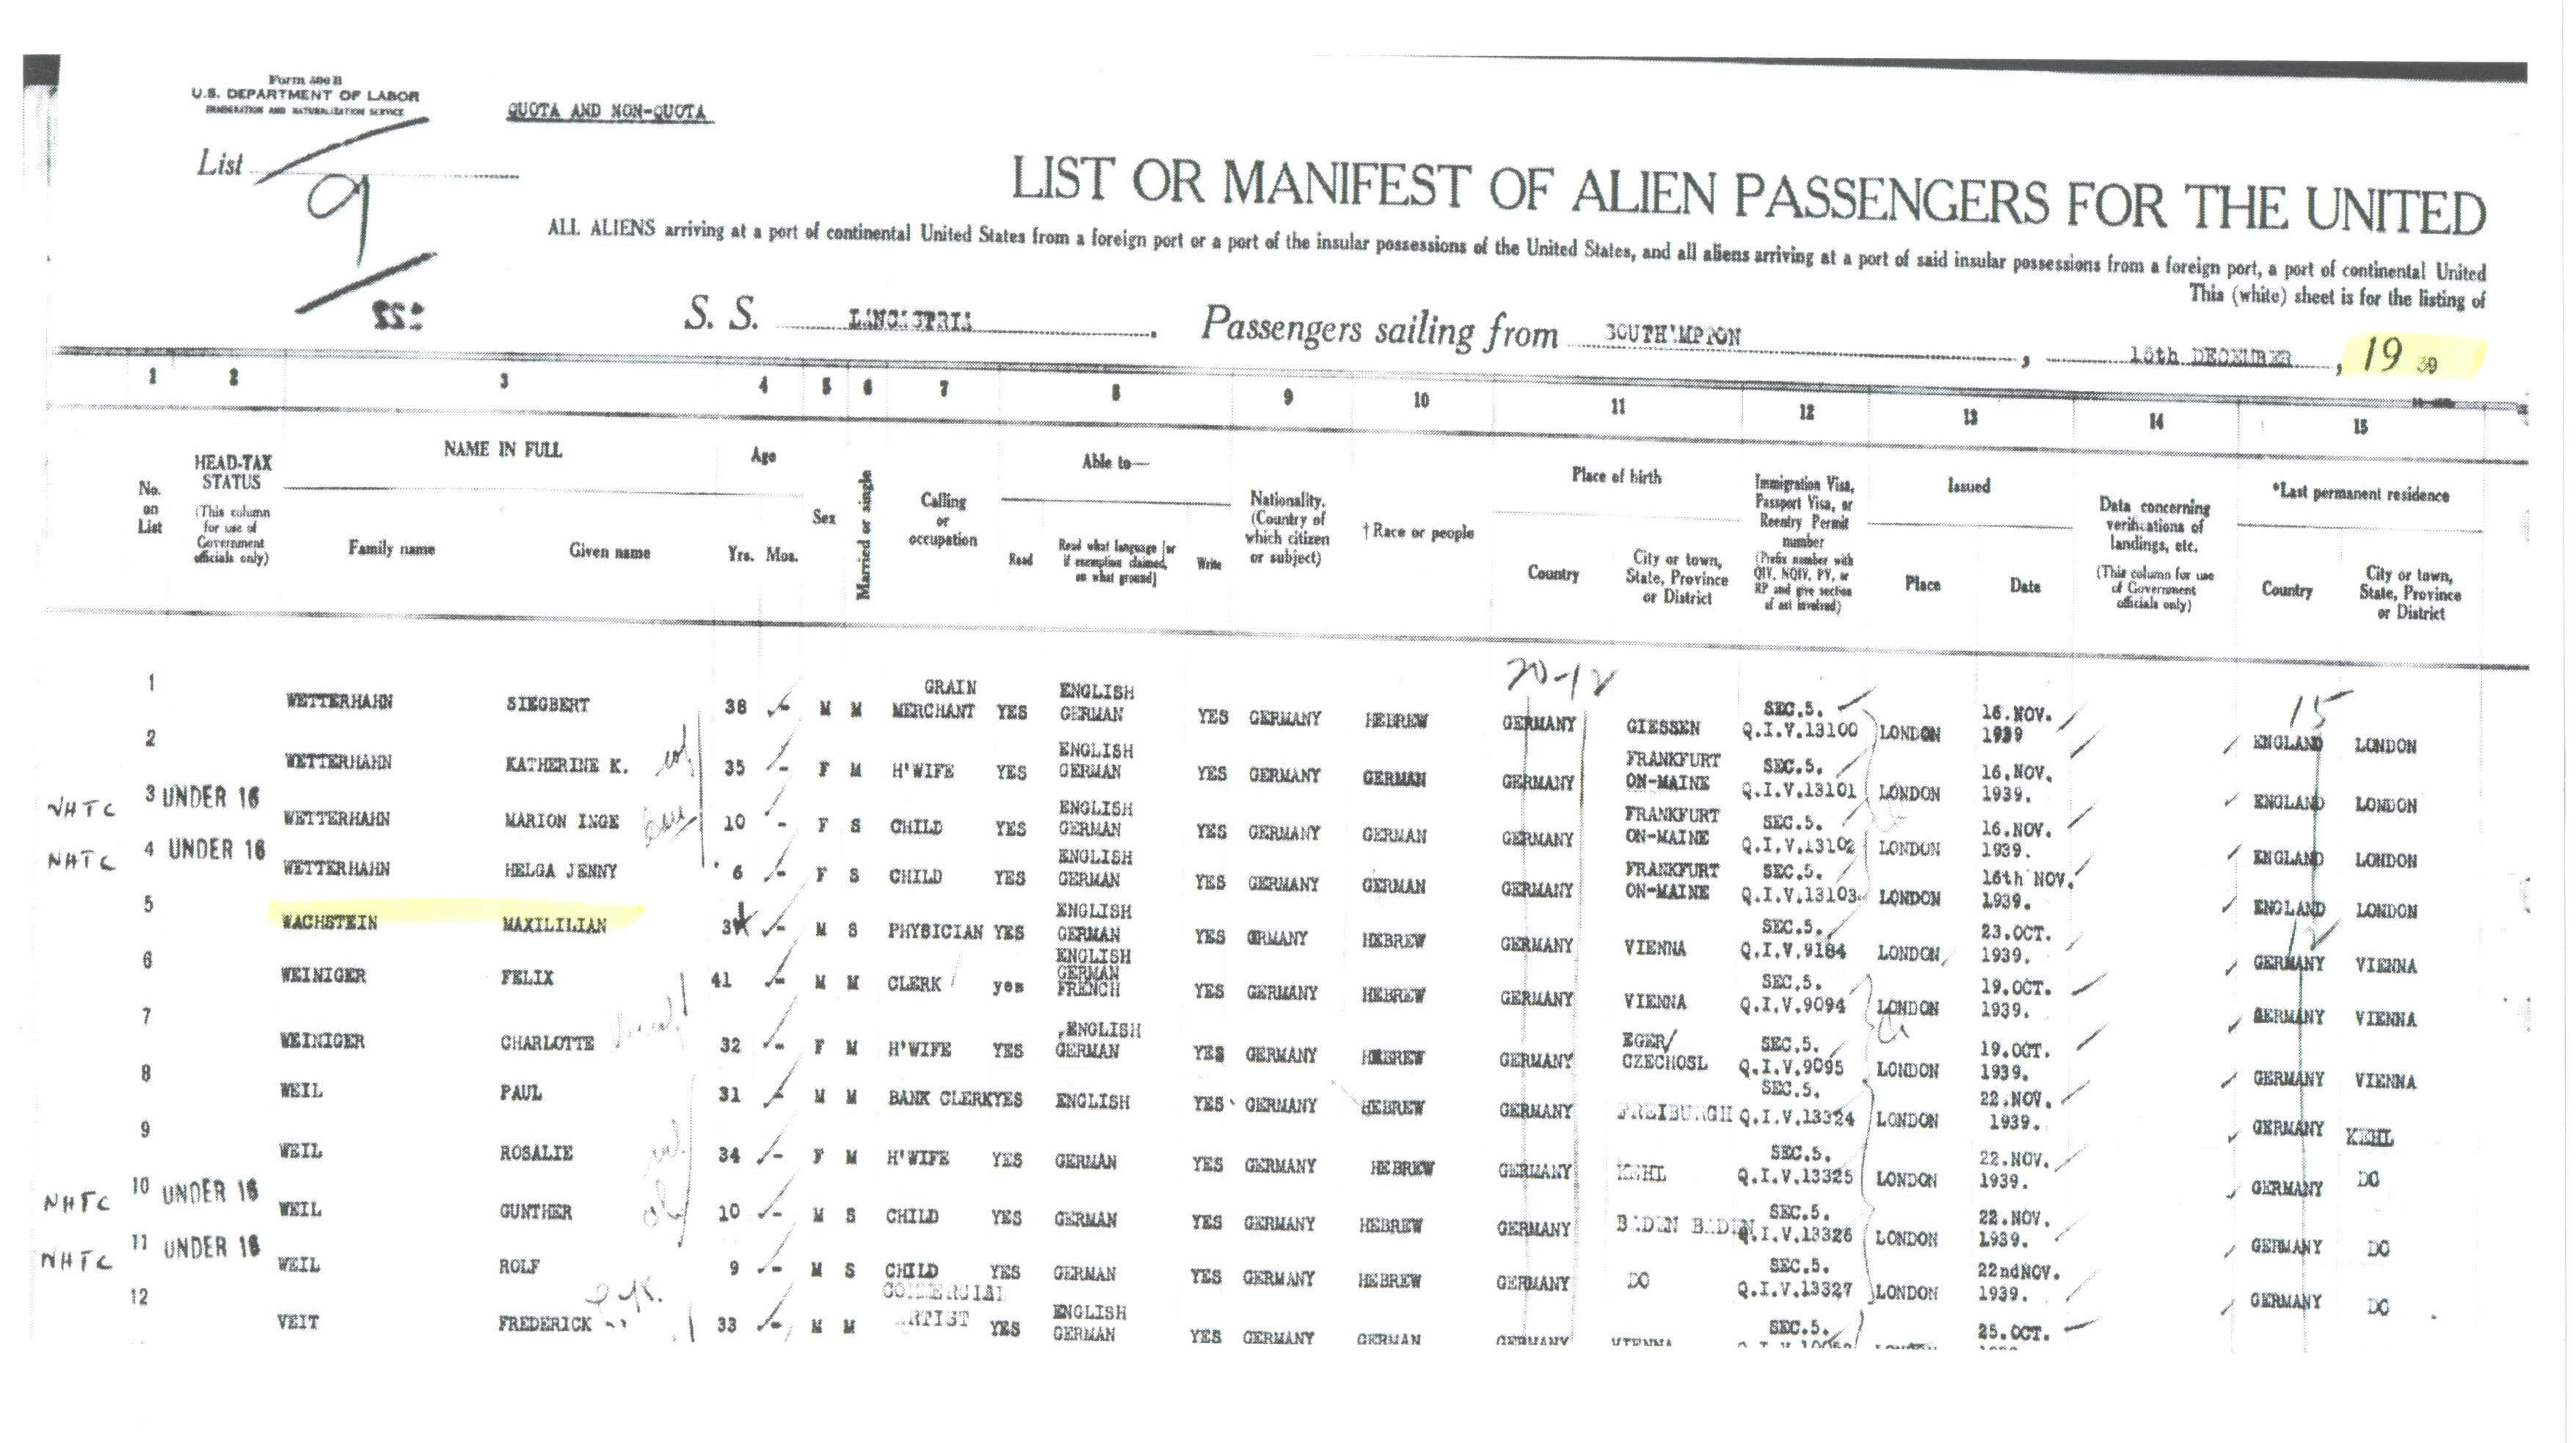 Form 500 B
U.S. DEPARTMENT OF LABOR
IMMIGRATION AND NATURALIZATION SERVICE
QUOTA AND NON-QUOTA
List
9
LIST OR MANIFEST OF ALIEN PASSENGERS FOR THE UNITED
ALL ALIENS arriving at a port of continental United States from a foreign port or a port of the insular possessions of the United States, and all aliens arriving at a port of said insular possessions from a foreign port, a port of continental United
This (white) sheet is for the listing of
S. S. LANCASTRIA. Passengers sailing from SOUTHAMPTON, DECEMBER, 19 39
1 2 3 4 5 6 7 8 9 10 11 12 13 14 15
No. on List
HEAD-TAX STATUS (This column for use of Government officials only)
NAME IN FULL Family name Given name
Age Yrs. Mos.
Sex
Married or single
Calling or occupation
Able to— Read Read what language [or if exemption claimed, on what ground] Write
Nationality. (Country of which citizen or subject)
† Race or people
Place of birth Country City or town, State, Province or District
Immigration Visa, Passport Visa, or Reentry Permit number (Prefix number with QIV, NQIV, PV, or RP and give section of act involved)
Issued Place Date
Data concerning verifications of landings, etc. (This column for use of Government officials only)
*Last permanent residence Country City or town, State, Province or District
20-12
15
1 WETTERHAHN SIEGBERT 38 - M M GRAIN MERCHANT YES ENGLISH GERMAN YES GERMANY HEBREW GERMANY GIESSEN SEC.5. Q.I.V.13100 LONDON 16.NOV. 1939 ENGLAND LONDON
2 WETTERHAHN KATHERINE K. 35 - F M H'WIFE YES ENGLISH GERMAN YES GERMANY GERMAN GERMANY FRANKFURT ON-MAINE SEC.5. Q.I.V.13101 LONDON 16.NOV. 1939. ENGLAND LONDON
NHTC 3 UNDER 16 WETTERHAHN MARION INGE 10 - F S CHILD YES ENGLISH GERMAN YES GERMANY GERMAN GERMANY FRANKFURT ON-MAINE SEC.5. Q.I.V.13102 LONDON 16.NOV. 1939. ENGLAND LONDON
NHTC 4 UNDER 16 WETTERHAHN HELGA JENNY 6 - F S CHILD YES ENGLISH GERMAN YES GERMANY GERMAN GERMANY FRANKFURT ON-MAINE SEC.5. Q.I.V.13103 LONDON 16th NOV. 1939. ENGLAND LONDON
5 WACHSTEIN MAXILILIAN - M S PHYSICIAN YES ENGLISH GERMAN YES GRMANY HEBREW GERMANY VIENNA SEC.5. Q.I.V.9184 LONDON 23.OCT. 1939. GERMANY VIENNA
6 WEINIGER FELIX 41 - M M CLERK yes ENGLISH GERMAN FRENCH YES GERMANY HEBREW GERMANY VIENNA SEC.5. Q.I.V.9094 LONDON 19.OCT. 1939. GERMANY VIENNA
7 WEINIGER CHARLOTTE 32 - F M H'WIFE YES ENGLISH GERMAN YES GERMANY HEBREW GERMANY EGER/ CZECHOSL SEC.5. Q.I.V.9095 LONDON 19.OCT. 1939. GERMANY VIENNA
8 WEIL PAUL 31 - M M BANK CLERKYES ENGLISH YES GERMANY HEBREW GERMANY FREIBURGH SEC.5. Q.I.V.13324 LONDON 22.NOV. 1939. GERMANY KEHL
9 WEIL ROSALIE 34 - F M H'WIFE YES GERMAN YES GERMANY HEBREW GERMANY KEHL SEC.5. Q.I.V.13325 LONDON 22.NOV. 1939. GERMANY DO
NHTC 10 UNDER 16 WEIL GUNTHER 10 - M S CHILD YES GERMAN YES GERMANY HEBREW GERMANY BADEN BADEN SEC.5. Q.I.V.13326 LONDON 22.NOV. 1939. GERMANY DO
NHTC 11 UNDER 16 WEIL ROLF 9 - M S CHILD YES GERMAN YES GERMANY HEBREW GERMANY DO SEC.5. Q.I.V.13327 LONDON 22ndNOV. 1939. GERMANY DO
12 VEIT FREDERICK 33 - M M COMMERCIAL ARTIST YES ENGLISH GERMAN YES GERMANY GERMAN GERMANY VIENNA SEC.5. LONDON 25.OCT.